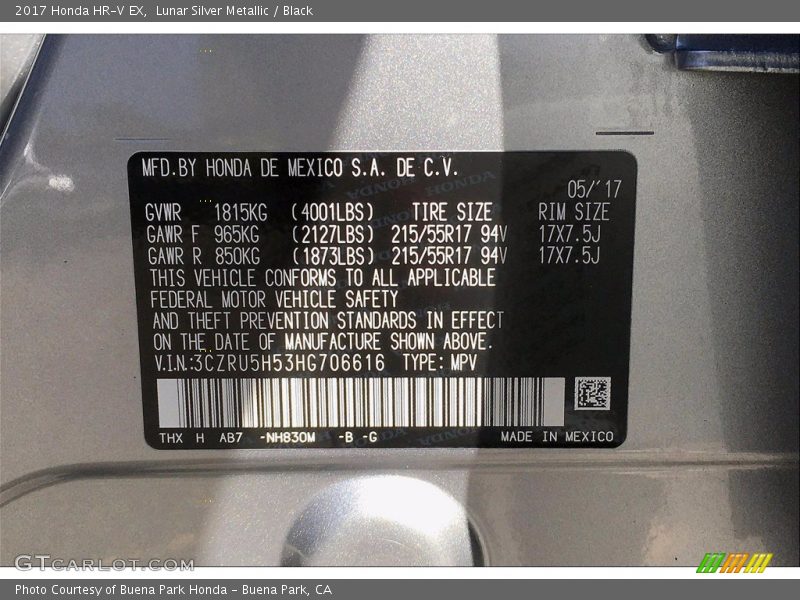 2017 Honda HR-V EX, Lunar Silver Metallic / Black
MFD.BY HONDA DE MEXICO S.A. DE C.V.
05/'17
GVWR 1815KG (4001LBS) TIRE SIZE RIM SIZE
GAWR F 965KG (2127LBS) 215/55R17 94V 17X7.5J
GAWR R 850KG (1873LBS) 215/55R17 94V 17X7.5J
THIS VEHICLE CONFORMS TO ALL APPLICABLE
FEDERAL MOTOR VEHICLE SAFETY
AND THEFT PREVENTION STANDARDS IN EFFECT
ON THE DATE OF MANUFACTURE SHOWN ABOVE.
V.I.N.:3CZRU5H53HG706616 TYPE: MPV
THX H AB7 -NH830M -B -G MADE IN MEXICO
GTCARLOT.COM
Photo Courtesy of Buena Park Honda - Buena Park, CA